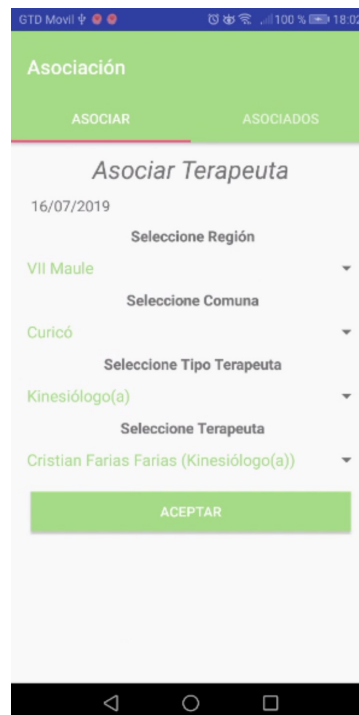 GTD Movil 100 % 18:02
Asociación
ASOCIAR ASOCIADOS
Asociar Terapeuta
16/07/2019
Seleccione Región
VII Maule
Seleccione Comuna
Curicó
Seleccione Tipo Terapeuta
Kinesiólogo(a)
Seleccione Terapeuta
Cristian Farias Farias (Kinesiólogo(a))
ACEPTAR